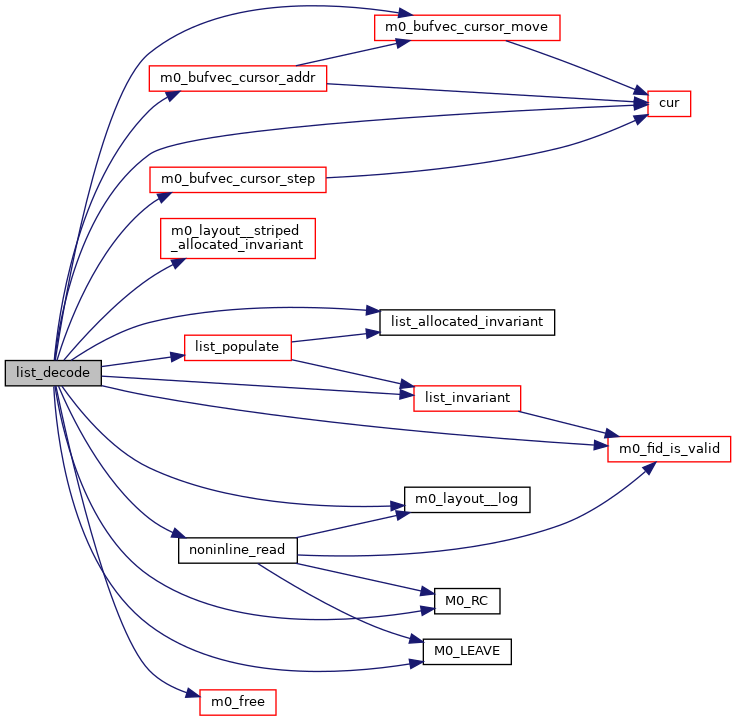 m0_bufvec_cursor_move
m0_bufvec_cursor_addr
cur
m0_bufvec_cursor_step
m0_layout__striped
_allocated_invariant
list_allocated_invariant
list_populate
list_decode
list_invariant
m0_fid_is_valid
m0_layout__log
noninline_read
M0_RC
M0_LEAVE
m0_free